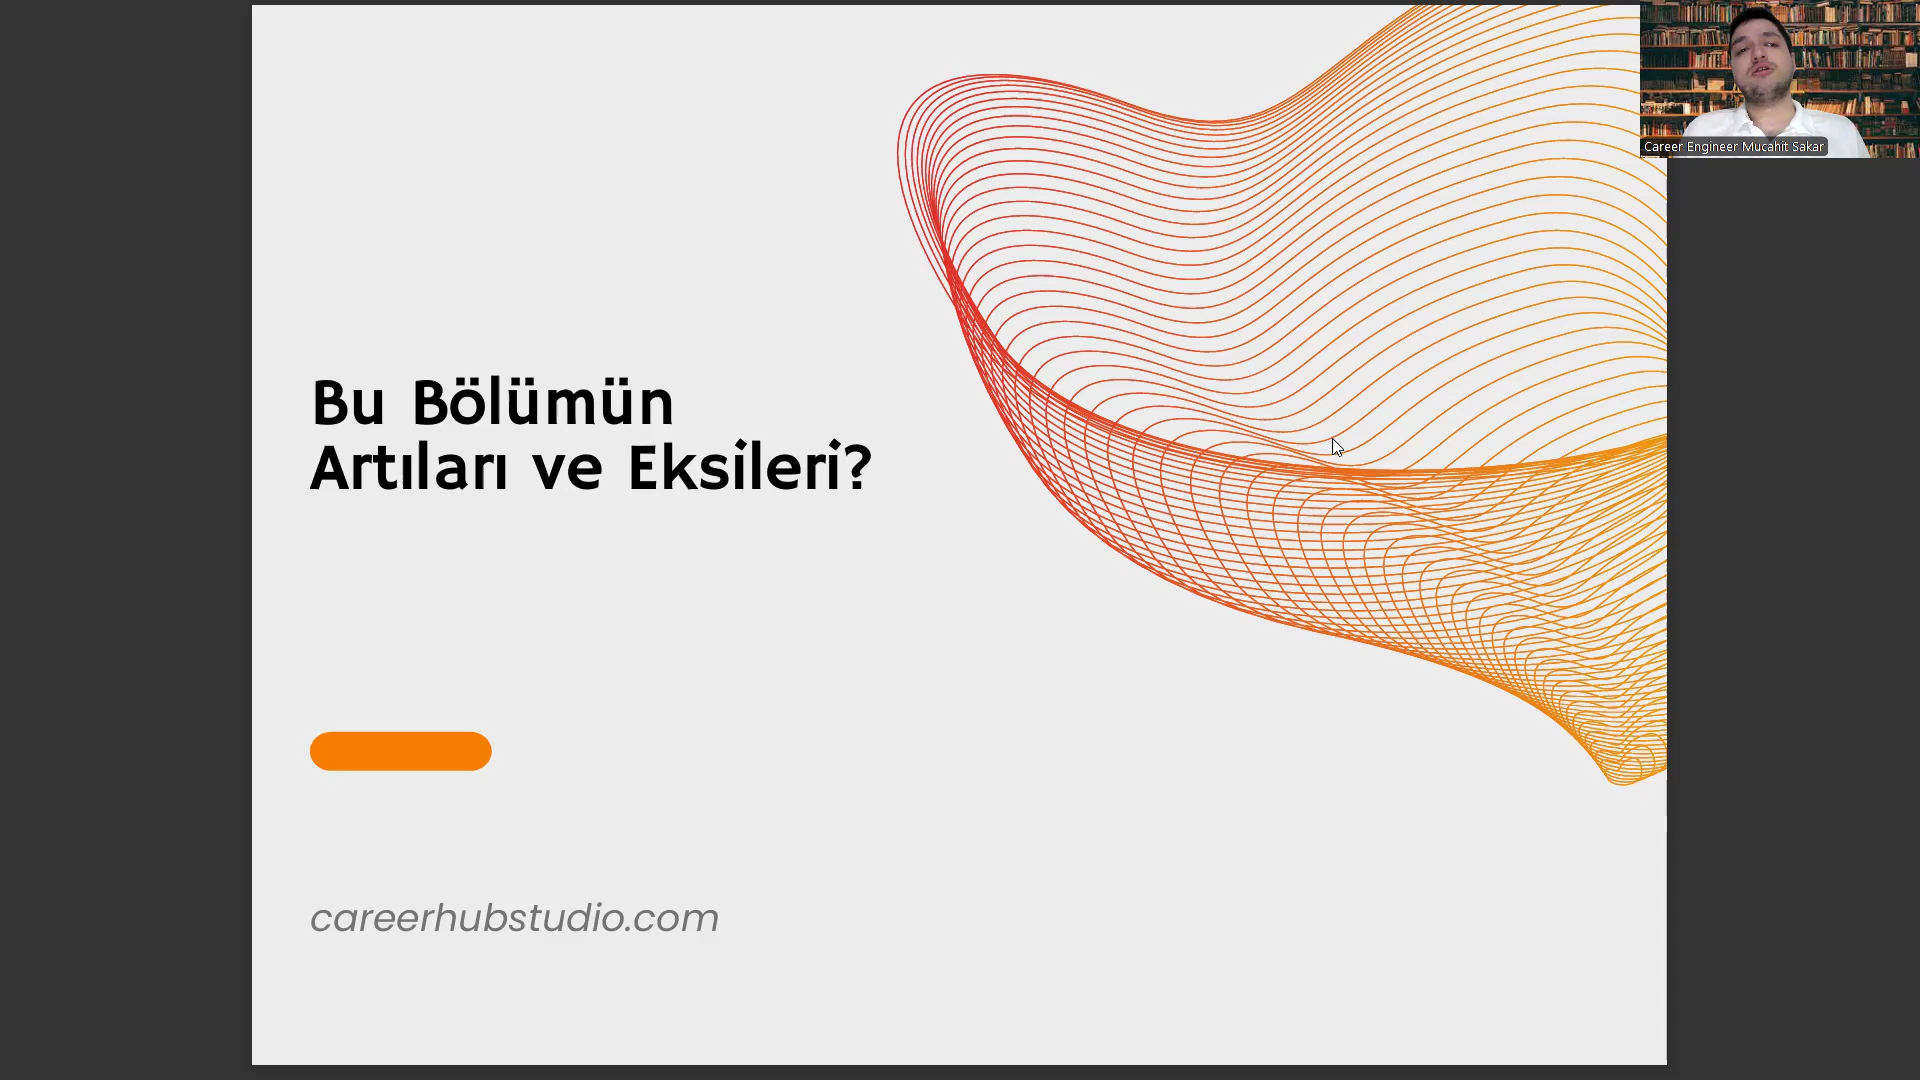 Career Engineer Mucahit Sakar
Bu Bölümün
Artıları ve Eksileri?
careerhubstudio.com